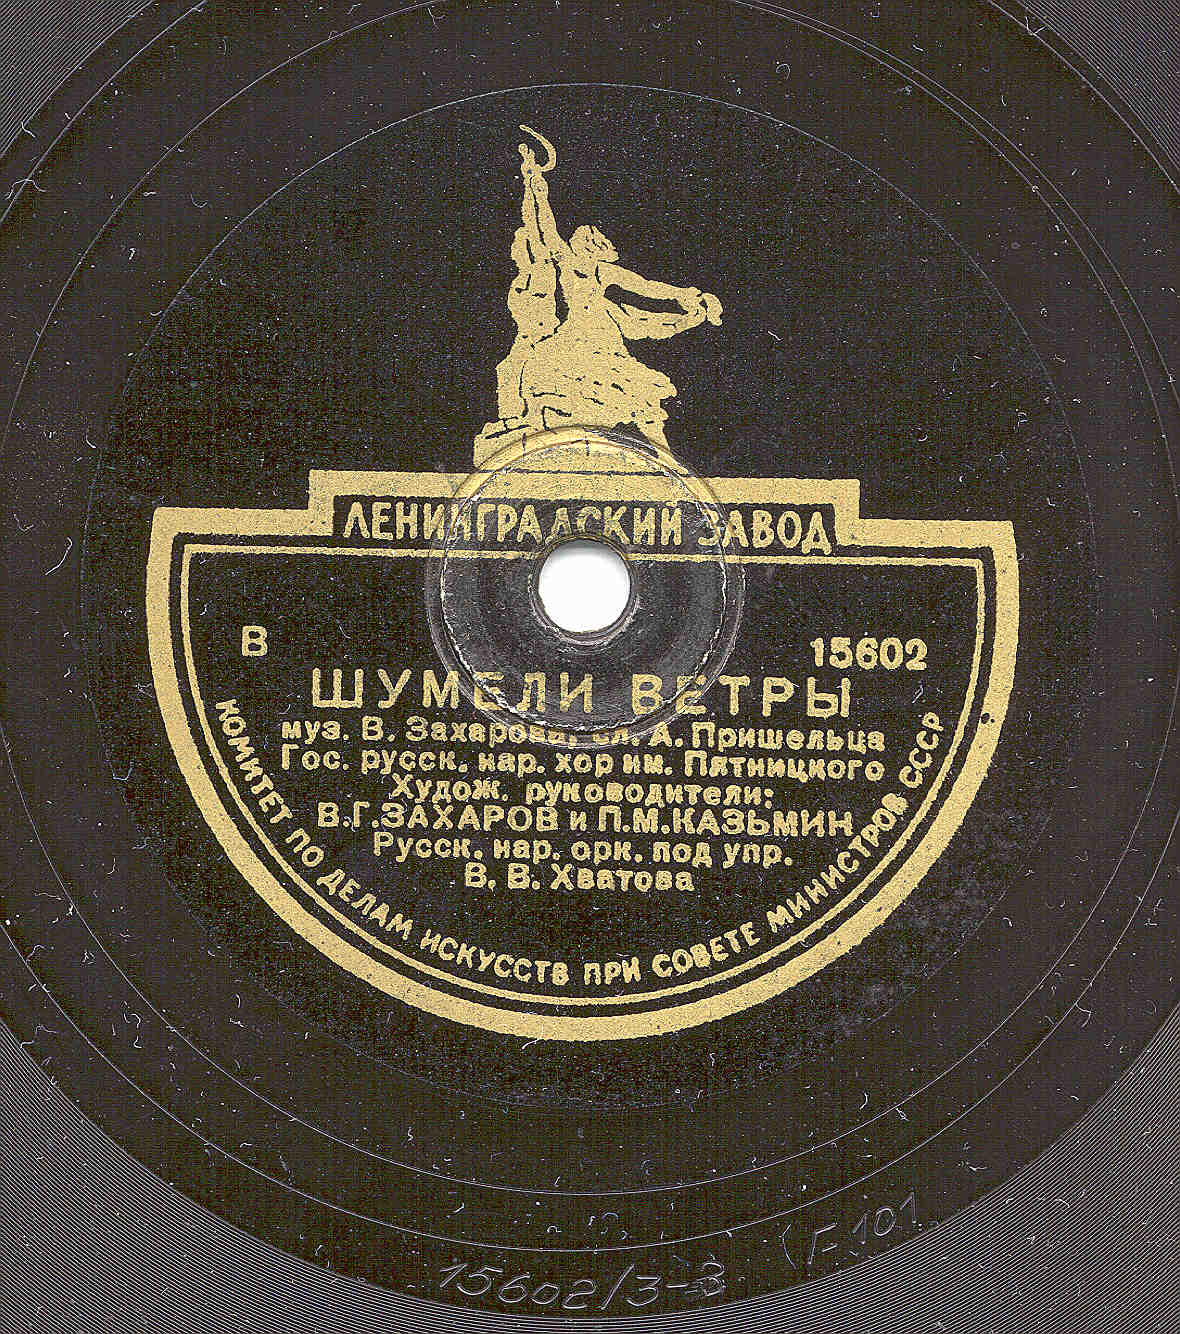 ЛЕНИНГРАДСКИЙ ЗАВОД
В 15602
ШУМЕЛИ ВЕТРЫ
муз. В. Захарова, сл. А. Пришельца
Гос. русск. нар. хор им. Пятницкого
Худож. руководители:
В.Г.ЗАХАРОВ и П.М.КАЗЬМИН
Русск. нар. орк. под упр.
В. В. Хватова
КОМИТЕТ ПО ДЕЛАМ ИСКУССТВ ПРИ СОВЕТЕ МИНИСТРОВ СССР
15602/3-3
F 101